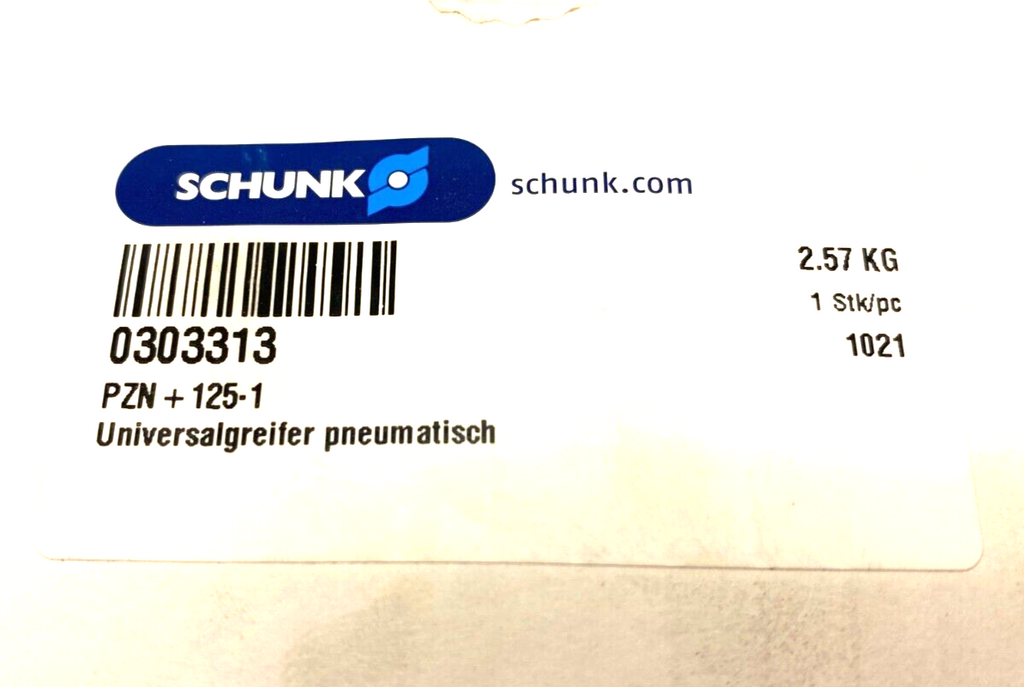 SCHUNK schunk.com
2.57 KG
1 Stk/pc
1021
0303313
PZN + 125-1
Universalgreifer pneumatisch